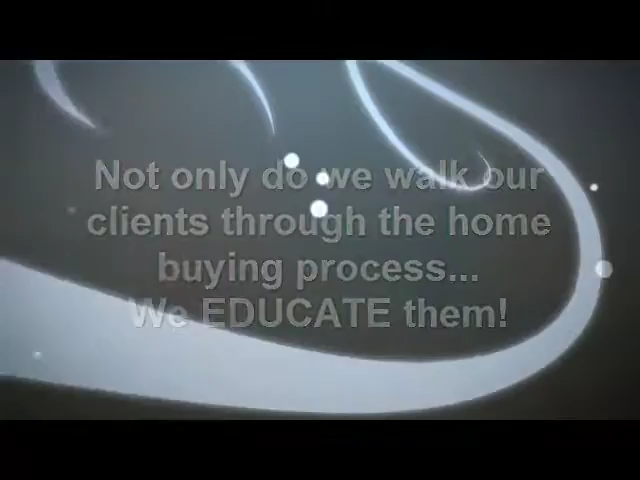 Not only do we walk our
clients through the home
buying process...
We EDUCATE them!